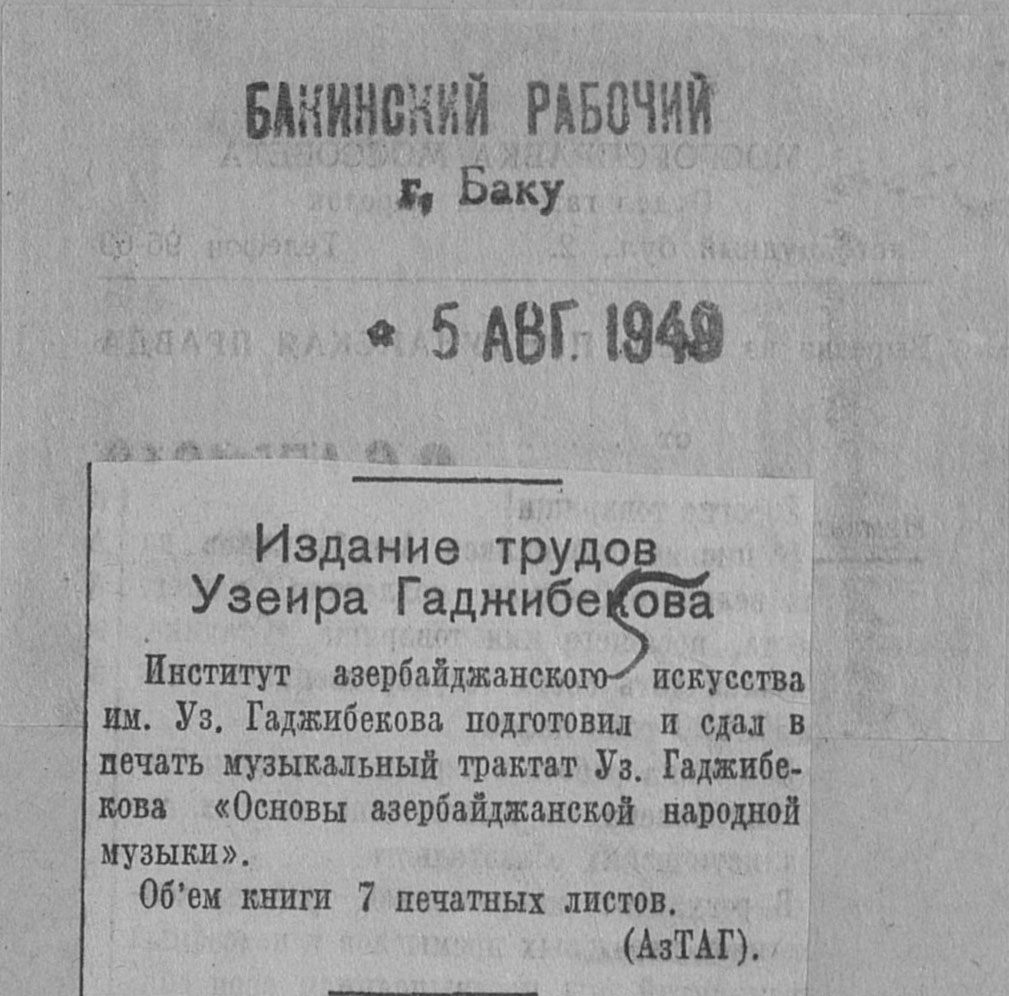 БАКИНСКИЙ РАБОЧИЙ
г. Баку
* 5 АВГ. 1949
Издание трудов
Узеира Гаджибекова
Институт азербайджанского искусства
им. Уз. Гаджибекова подготовил и сдал в
печать музыкальный трактат Уз. Гаджибе-
кова «Основы азербайджанской народной
музыки».
Об'ем книги 7 печатных листов.
(АзТАГ).